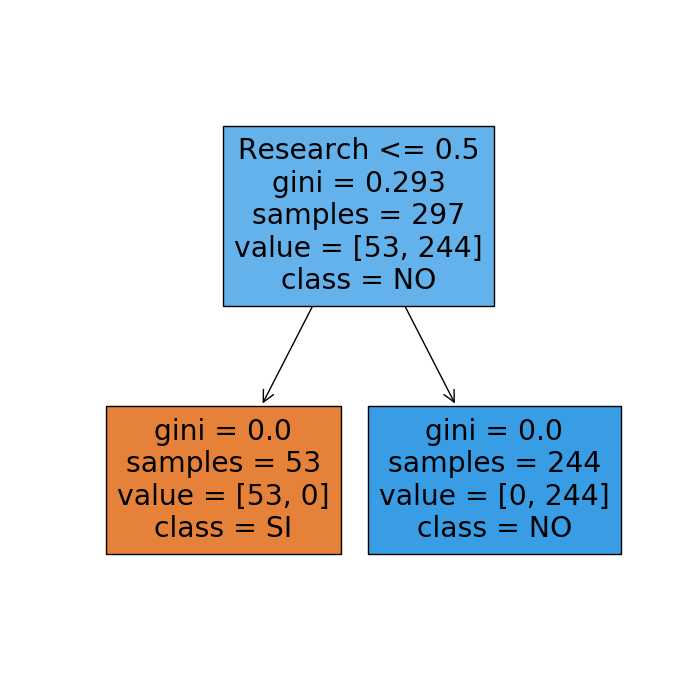 Research <= 0.5
gini = 0.293
samples = 297
value = [53, 244]
class = NO
gini = 0.0
samples = 53
value = [53, 0]
class = SI
gini = 0.0
samples = 244
value = [0, 244]
class = NO